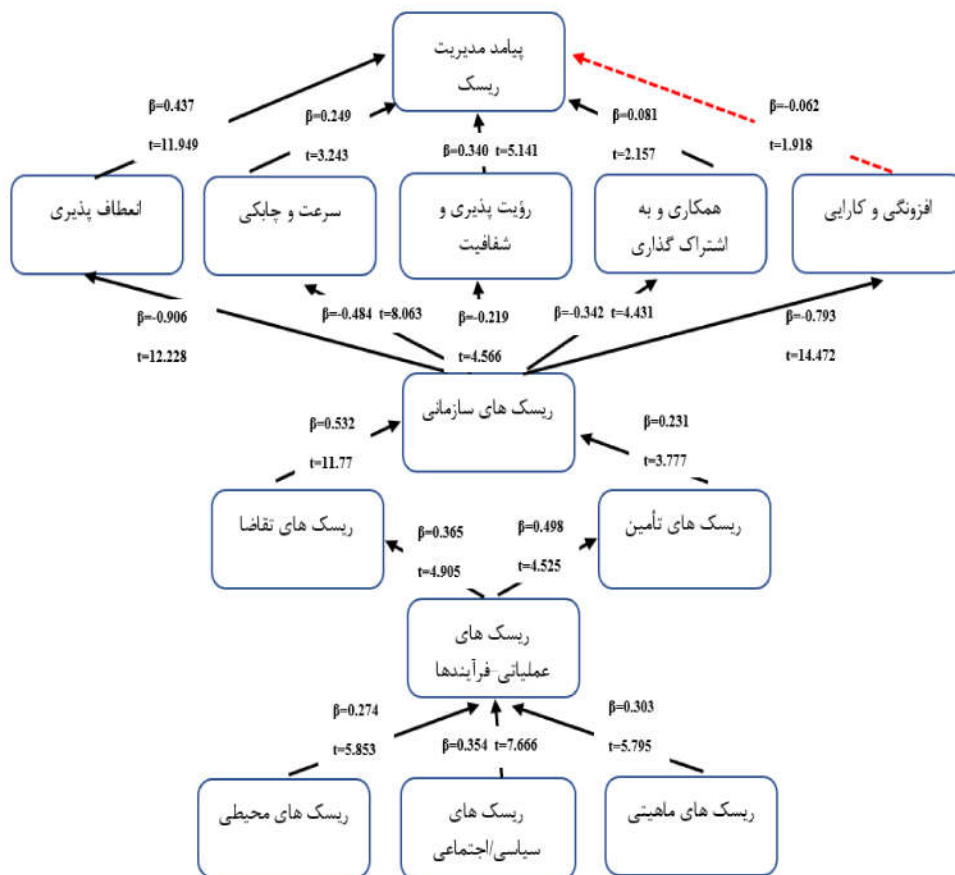 پیامد مدیریت
ریسک
β=0.437
t=11.949
β=0.249
t=3.243
β=0.340 t=5.141
β=0.081
t=2.157
β=-0.062
t=1.918
انعطاف پذیری
سرعت و چابکی
رؤیت پذیری و
شفافیت
همکاری و به
اشتراک گذاری
افزونگی و کارایی
β=-0.906
t=12.228
β=-0.484 t=8.063
β=-0.219
t=4.566
β=-0.342 t=4.431
β=-0.793
t=14.472
ریسک های سازمانی
β=0.532
t=11.77
β=0.231
t=3.777
ریسک های تقاضا
ریسک های تأمین
β=0.365
t=4.905
β=0.498
t=4.525
ریسک های
عملیاتی-فرآیندها
β=0.274
t=5.853
β=0.354 t=7.666
β=0.303
t=5.795
ریسک های محیطی
ریسک های
سیاسی/اجتماعی
ریسک های ماهیتی